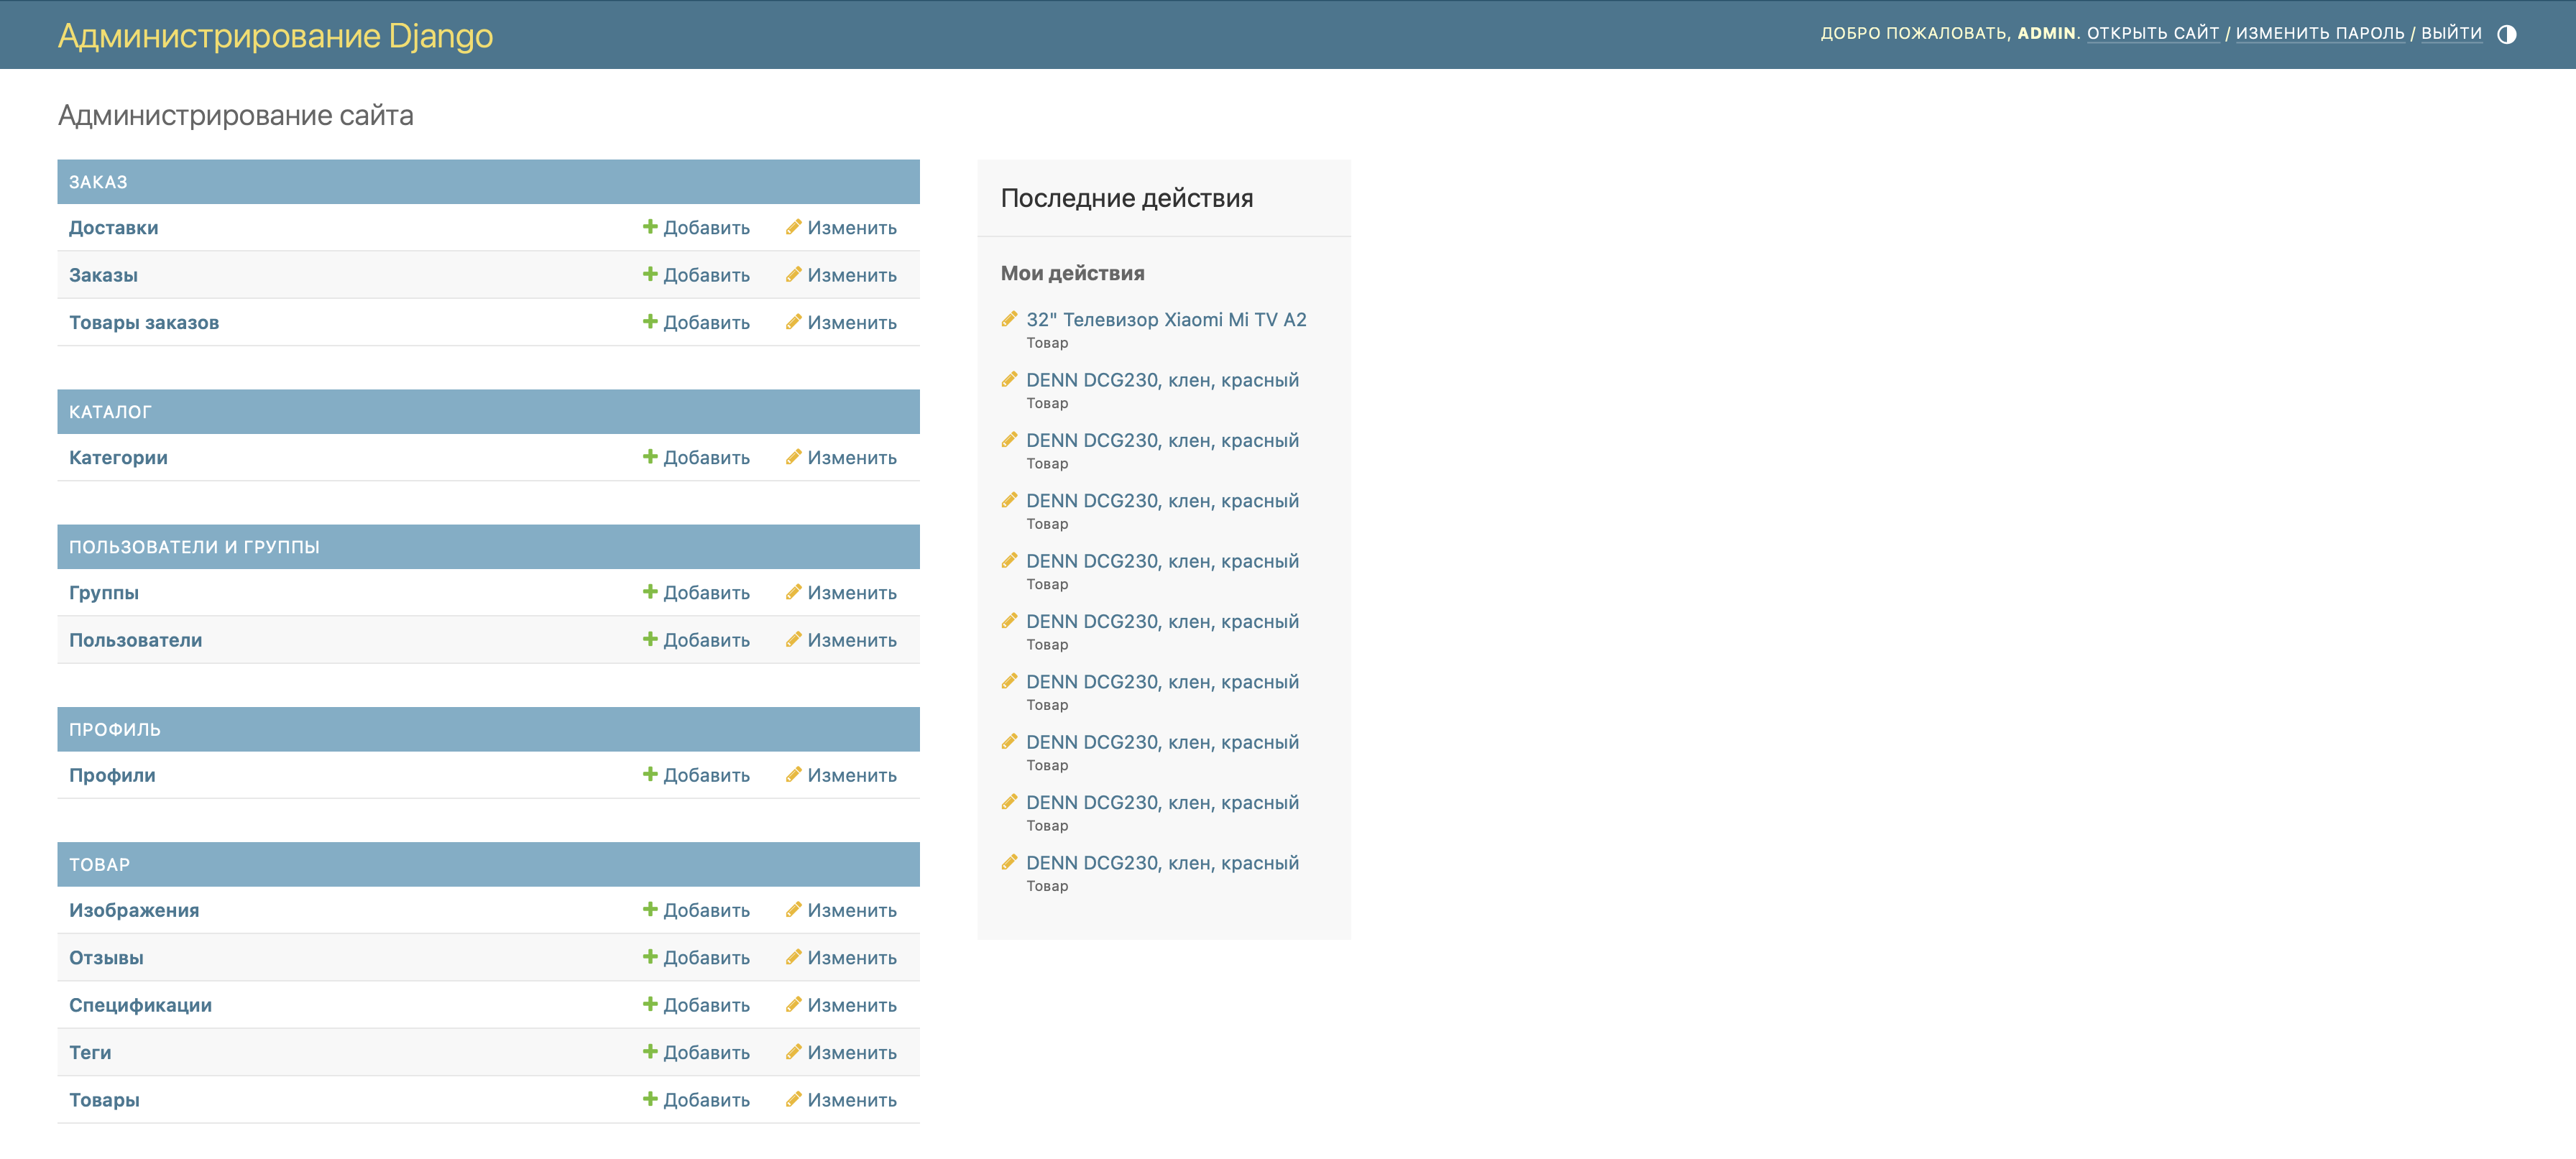 Администрирование Django
ДОБРО ПОЖАЛОВАТЬ, ADMIN. ОТКРЫТЬ САЙТ / ИЗМЕНИТЬ ПАРОЛЬ / ВЫЙТИ
Администрирование сайта
ЗАКАЗ
Доставки Добавить Изменить
Заказы Добавить Изменить
Товары заказов Добавить Изменить
КАТАЛОГ
Категории Добавить Изменить
ПОЛЬЗОВАТЕЛИ И ГРУППЫ
Группы Добавить Изменить
Пользователи Добавить Изменить
ПРОФИЛЬ
Профили Добавить Изменить
ТОВАР
Изображения Добавить Изменить
Отзывы Добавить Изменить
Спецификации Добавить Изменить
Теги Добавить Изменить
Товары Добавить Изменить
Последние действия
Мои действия
32" Телевизор Xiaomi Mi TV A2
Товар
DENN DCG230, клен, красный
Товар
DENN DCG230, клен, красный
Товар
DENN DCG230, клен, красный
Товар
DENN DCG230, клен, красный
Товар
DENN DCG230, клен, красный
Товар
DENN DCG230, клен, красный
Товар
DENN DCG230, клен, красный
Товар
DENN DCG230, клен, красный
Товар
DENN DCG230, клен, красный
Товар